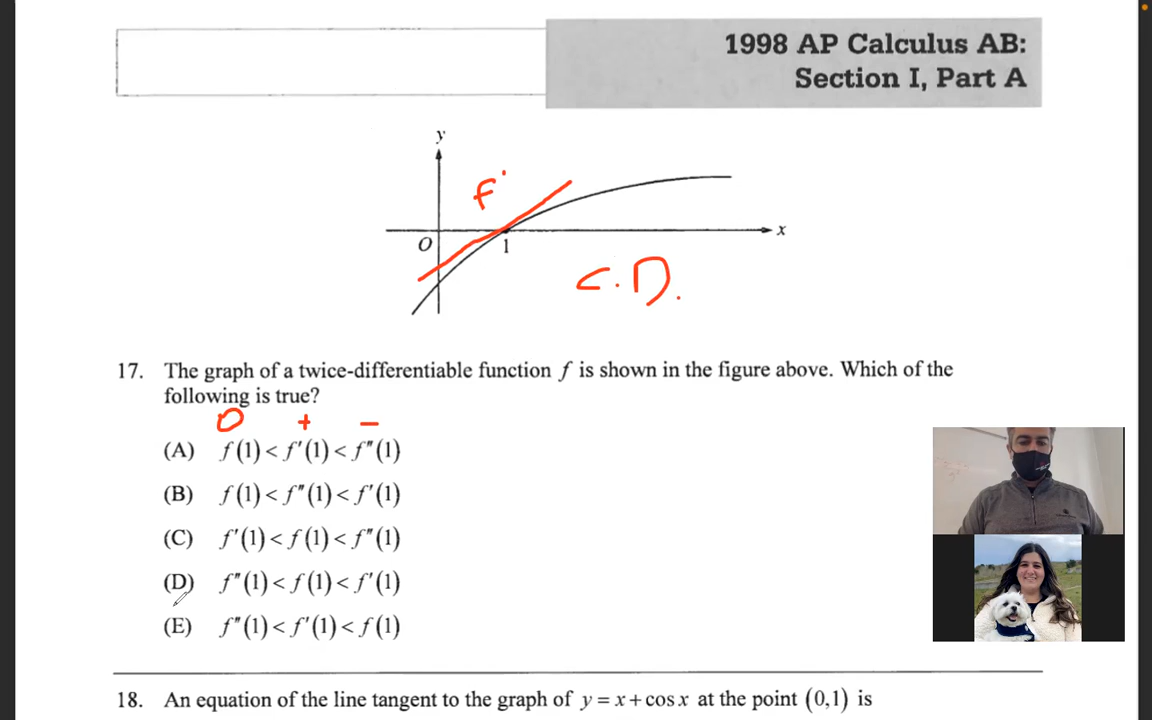 1998 AP Calculus AB:
Section I, Part A
y
f'
O
1
x
C.D.
17. The graph of a twice-differentiable function f is shown in the figure above. Which of the
following is true?
0 + −
(A) f(1) < f'(1) < f"(1)
(B) f(1) < f"(1) < f'(1)
(C) f'(1) < f(1) < f"(1)
(D) f"(1) < f(1) < f'(1)
(E) f"(1) < f'(1) < f(1)
18. An equation of the line tangent to the graph of y = x + cos x at the point (0,1) is